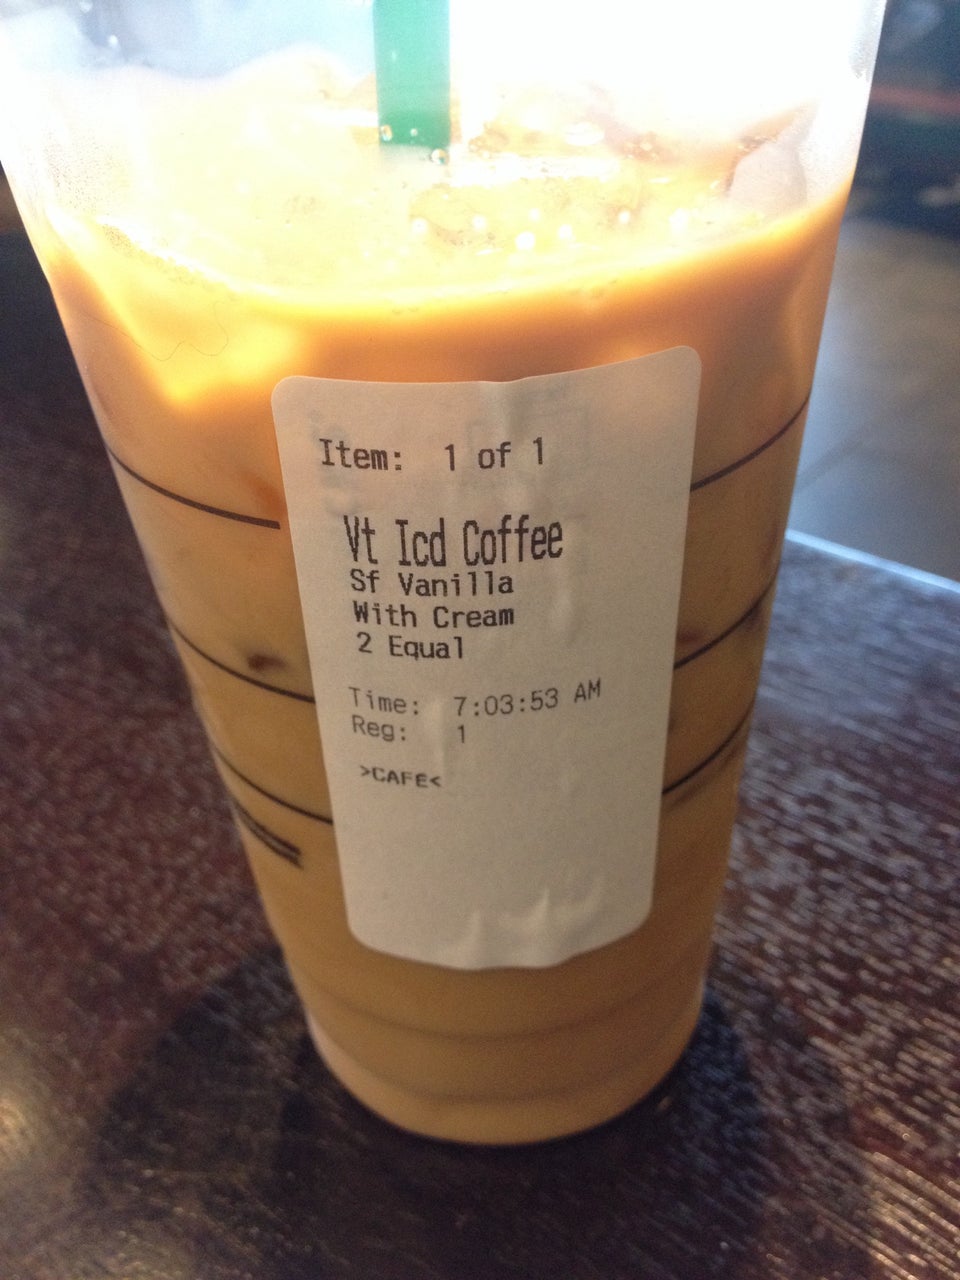 Item: 1 of 1
Vt Icd Coffee
Sf Vanilla
With Cream
2 Equal
Time: 7:03:53 AM
Reg: 1
>CAFE<